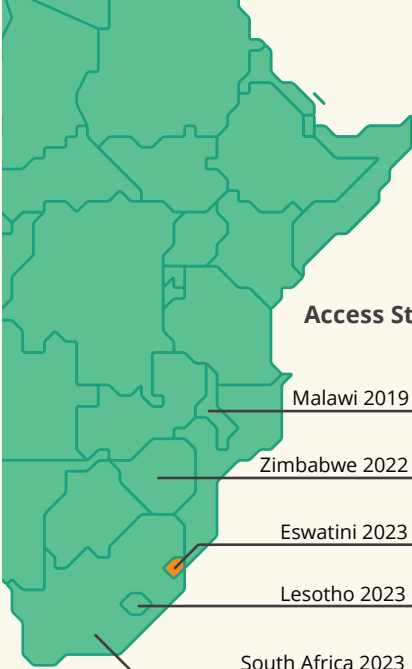 Access St
Malawi 2019
Zimbabwe 2022
Eswatini 2023
Lesotho 2023
South Africa 2023